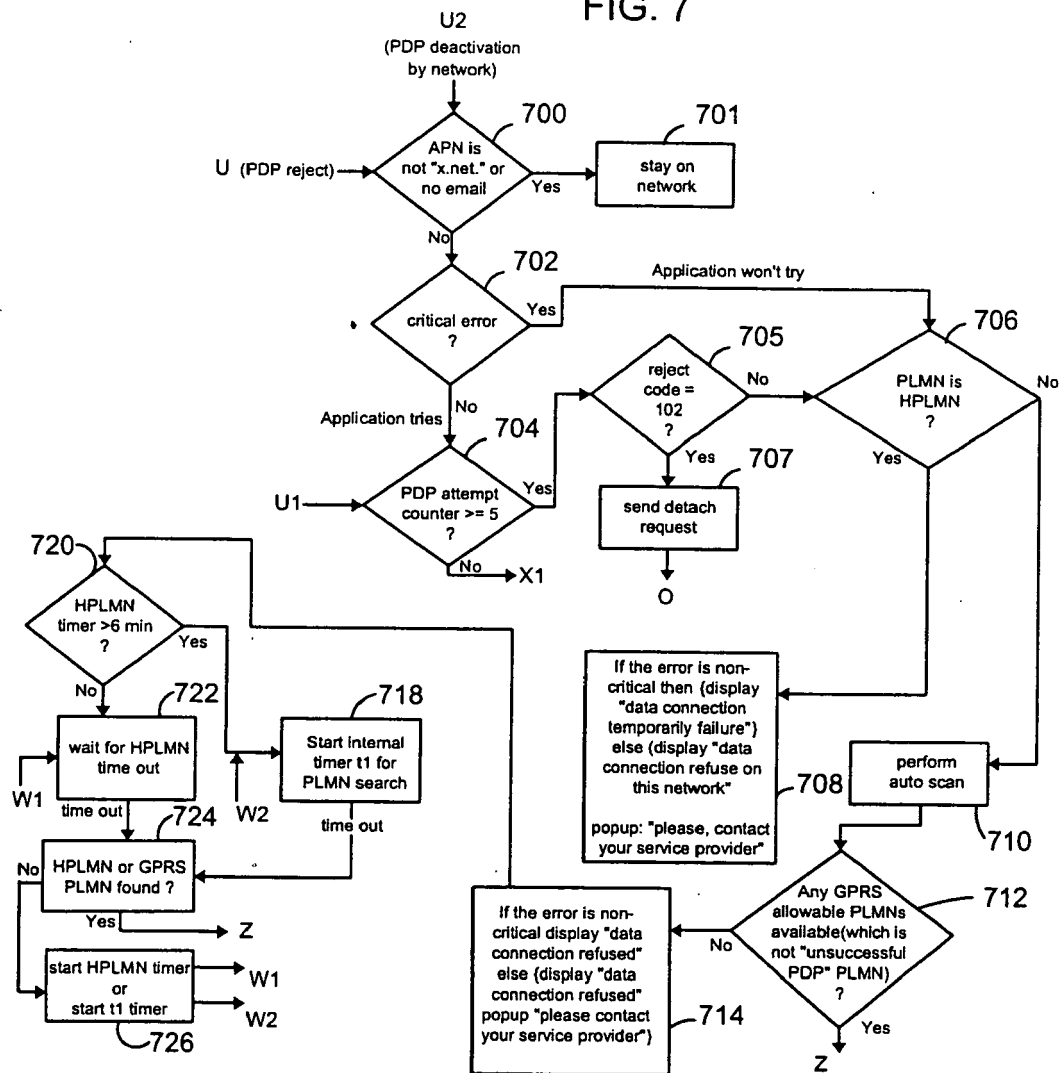 FIG. 7
U2
(PDP deactivation
by network)
700
701
APN is
not "x.net." or
no email
U (PDP reject)
Yes
stay on
network
No
702
Application won't try
critical error
?
Yes
706
705
reject
code =
102
?
No
PLMN is
HPLMN
?
No
No
Application tries
704
Yes
707
Yes
U1
PDP attempt
counter >= 5
?
Yes
send detach
request
No
X1
O
720
HPLMN
timer >6 min
?
Yes
No
722
718
wait for HPLMN
time out
Start internal
timer t1 for
PLMN search
W1
W2
time out
724
time out
If the error is non-
critical then {display
"data connection
temporarily failure"}
else {display "data
connection refuse on
this network"
popup: "please, contact
your service provider"
708
perform
auto scan
710
No
HPLMN or GPRS
PLMN found ?
Yes
Z
start HPLMN timer
or
start t1 timer
W1
W2
726
If the error is non-
critical display "data
connection refused"
else {display "data
connection refused"
popup "please contact
your service provider"}
714
No
Any GPRS
allowable PLMNs
available(which is
not "unsuccessful
PDP" PLMN)
?
712
Yes
Z